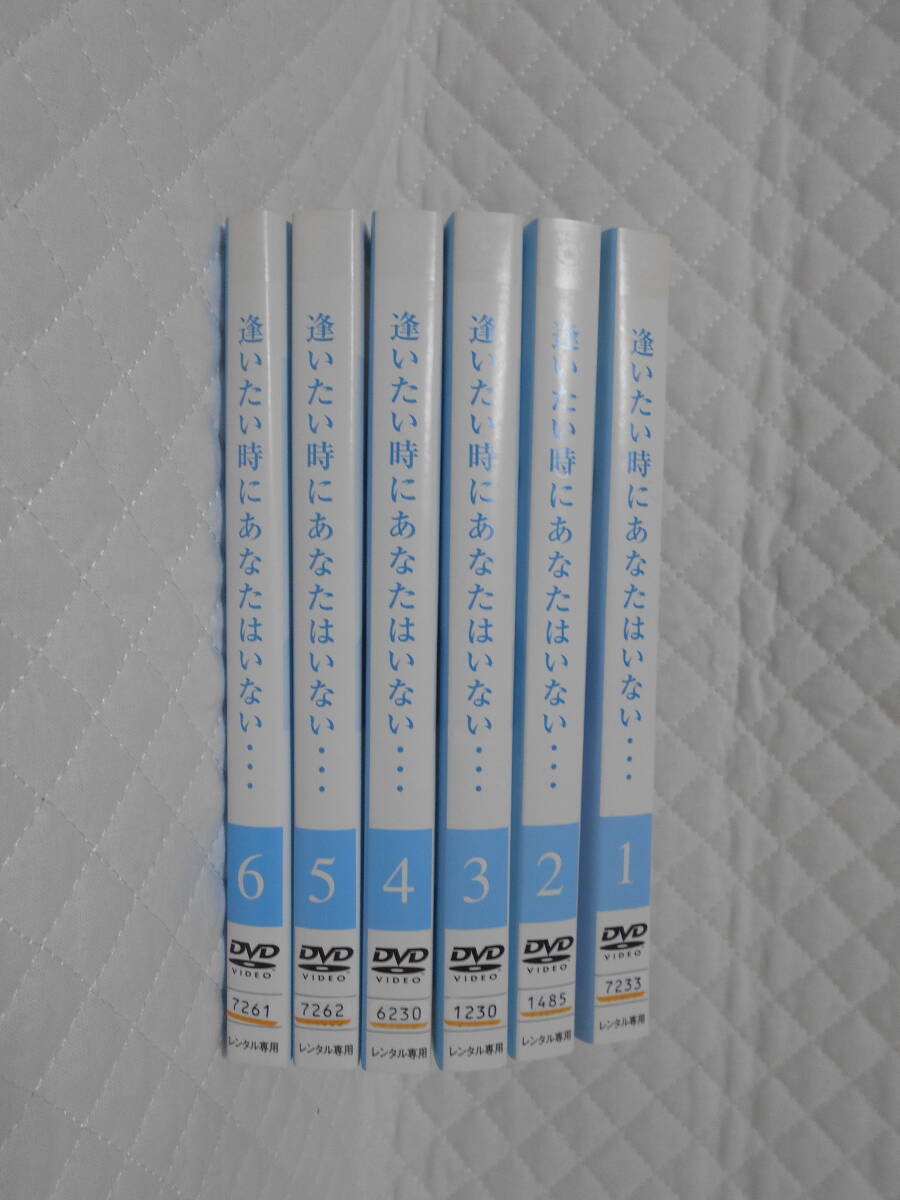 逢いたい時にあなたはいない・・・
6
DVD
VIDEO
7261
レンタル専用
逢いたい時にあなたはいない・・・
5
DVD
VIDEO
7262
レンタル専用
逢いたい時にあなたはいない・・・
4
DVD
VIDEO
6230
レンタル専用
逢いたい時にあなたはいない・・・
3
DVD
VIDEO
1230
レンタル専用
逢いたい時にあなたはいない・・・
2
DVD
VIDEO
1485
レンタル専用
逢いたい時にあなたはいない・・・
1
DVD
VIDEO
7233
レンタル専用